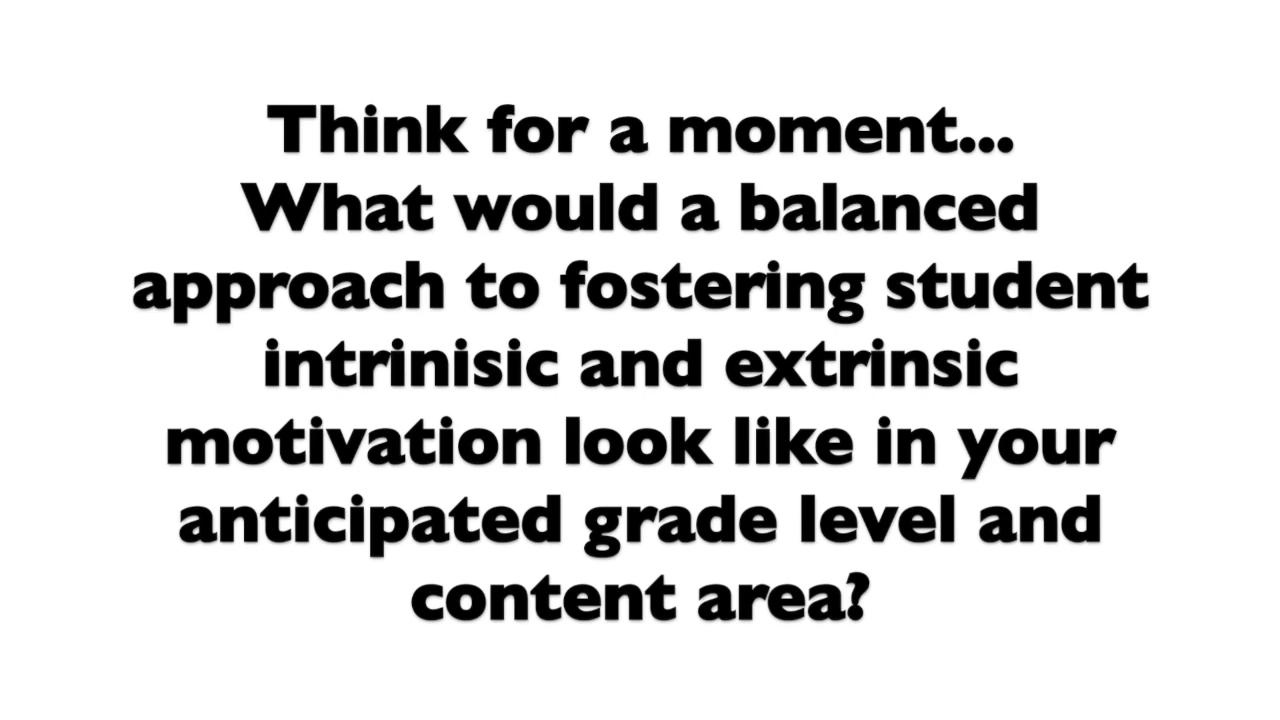 Think for a moment...
What would a balanced
approach to fostering student
intrinisic and extrinsic
motivation look like in your
anticipated grade level and
content area?